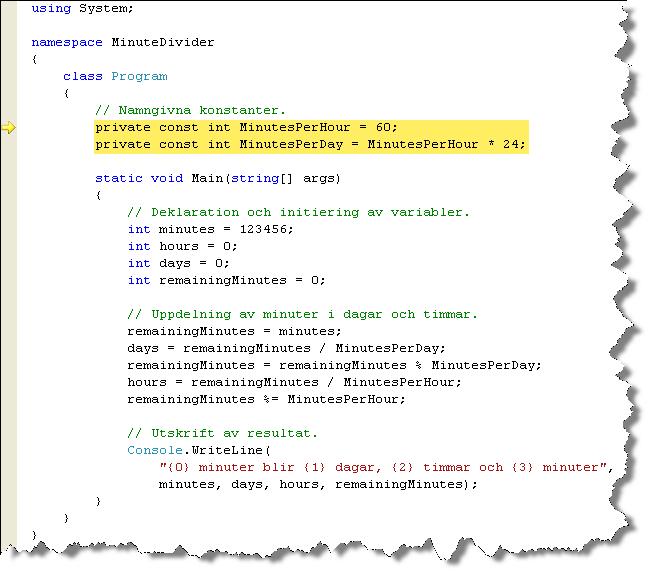 using System;
namespace MinuteDivider
{
class Program
{
// Namngivna konstanter.
private const int MinutesPerHour = 60;
private const int MinutesPerDay = MinutesPerHour * 24;
static void Main(string[] args)
{
// Deklaration och initiering av variabler.
int minutes = 123456;
int hours = 0;
int days = 0;
int remainingMinutes = 0;
// Uppdelning av minuter i dagar och timmar.
remainingMinutes = minutes;
days = remainingMinutes / MinutesPerDay;
remainingMinutes = remainingMinutes % MinutesPerDay;
hours = remainingMinutes / MinutesPerHour;
remainingMinutes %= MinutesPerHour;
// Utskrift av resultat.
Console.WriteLine(
"{0} minuter blir {1} dagar, {2} timmar och {3} minuter",
minutes, days, hours, remainingMinutes);
}
}
}